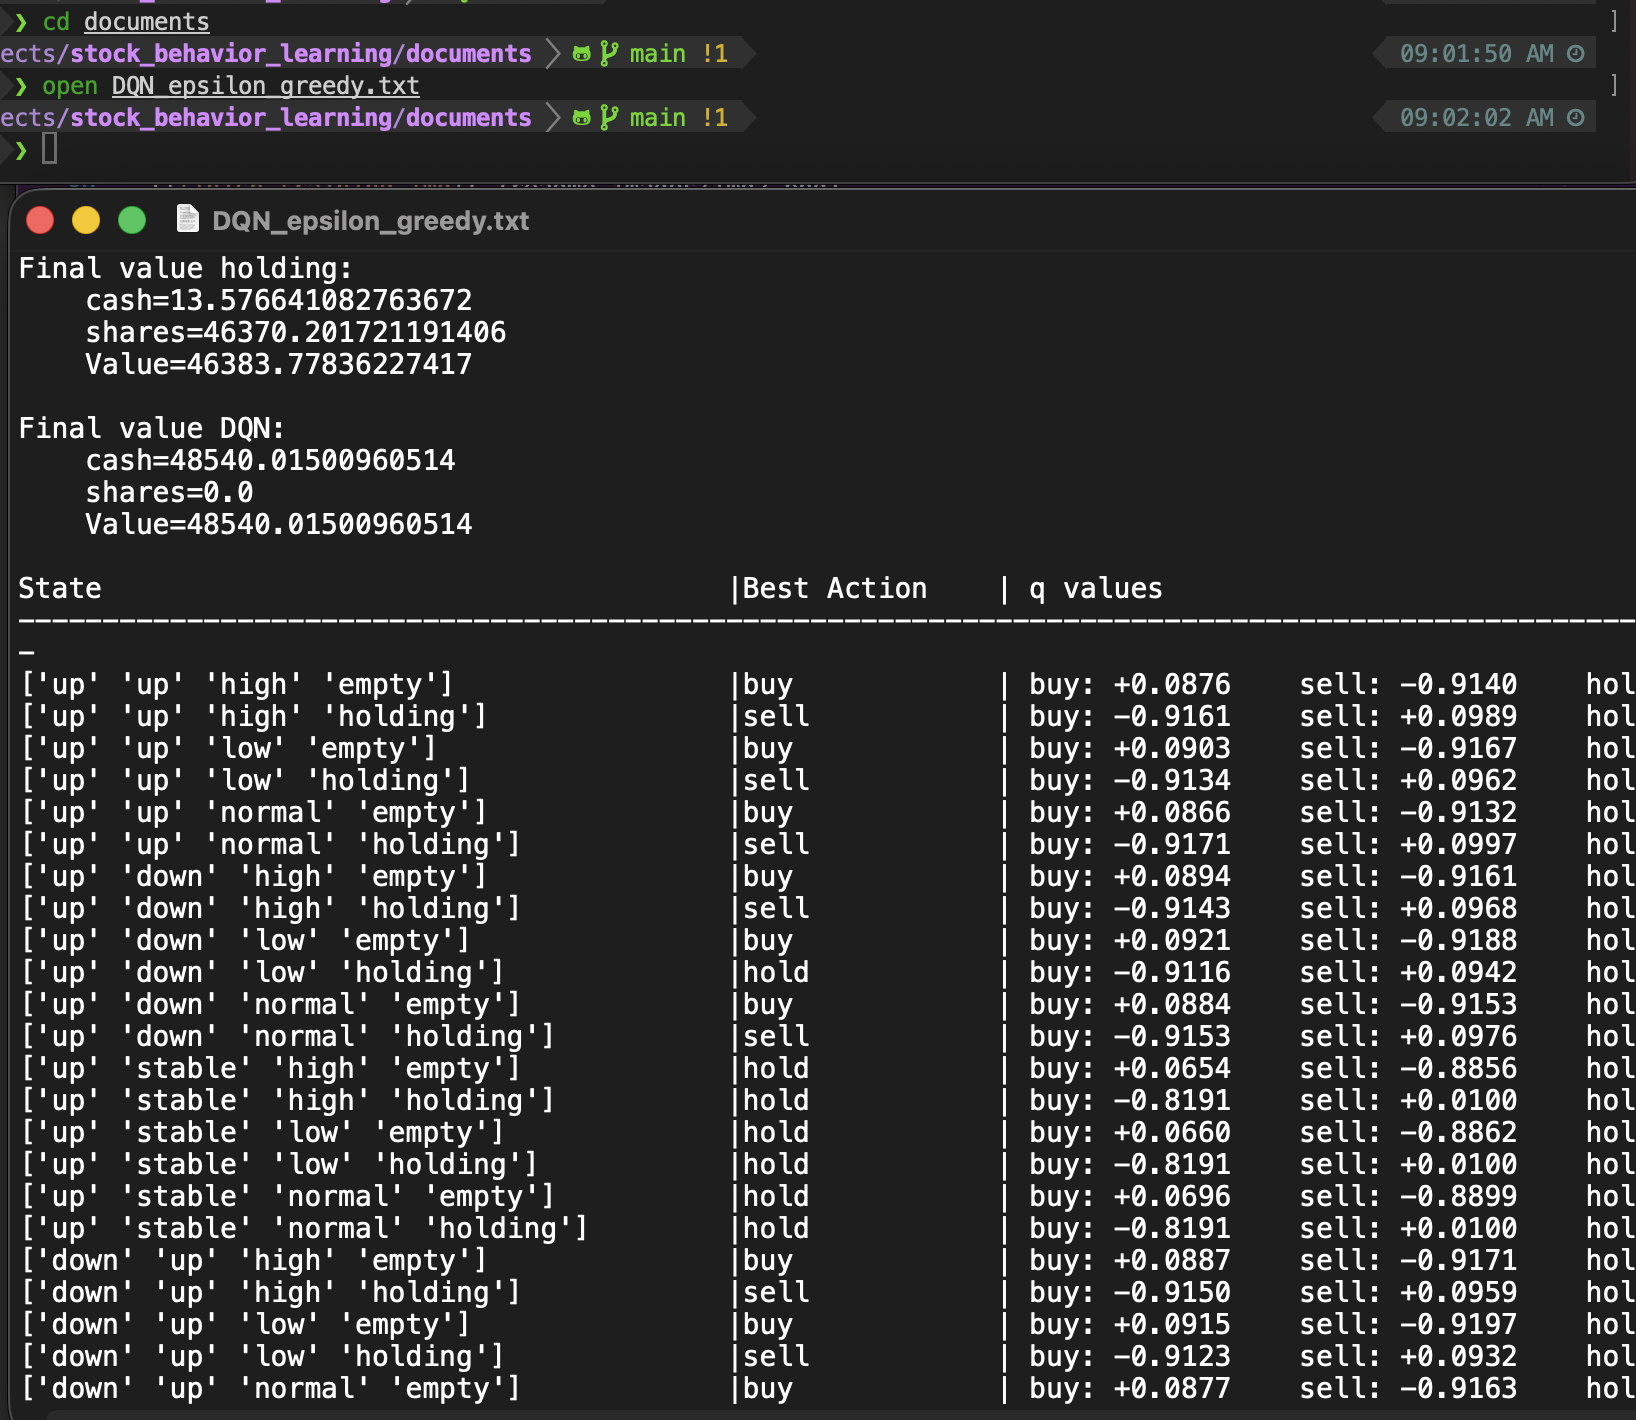 ❯ cd documents ]
ects/stock_behavior_learning/documents main !1 09:01:50 AM
❯ open DQN_epsilon_greedy.txt ]
ects/stock_behavior_learning/documents main !1 09:02:02 AM
❯
DQN_epsilon_greedy.txt
Final value holding:
    cash=13.576641082763672
    shares=46370.201721191406
    Value=46383.77836227417

Final value DQN:
    cash=48540.01500960514
    shares=0.0
    Value=48540.01500960514

State |Best Action | q values
-------------------------------------------------------------------------------------------------
-
['up' 'up' 'high' 'empty'] |buy | buy: +0.0876 sell: -0.9140 hol
['up' 'up' 'high' 'holding'] |sell | buy: -0.9161 sell: +0.0989 hol
['up' 'up' 'low' 'empty'] |buy | buy: +0.0903 sell: -0.9167 hol
['up' 'up' 'low' 'holding'] |sell | buy: -0.9134 sell: +0.0962 hol
['up' 'up' 'normal' 'empty'] |buy | buy: +0.0866 sell: -0.9132 hol
['up' 'up' 'normal' 'holding'] |sell | buy: -0.9171 sell: +0.0997 hol
['up' 'down' 'high' 'empty'] |buy | buy: +0.0894 sell: -0.9161 hol
['up' 'down' 'high' 'holding'] |sell | buy: -0.9143 sell: +0.0968 hol
['up' 'down' 'low' 'empty'] |buy | buy: +0.0921 sell: -0.9188 hol
['up' 'down' 'low' 'holding'] |hold | buy: -0.9116 sell: +0.0942 hol
['up' 'down' 'normal' 'empty'] |buy | buy: +0.0884 sell: -0.9153 hol
['up' 'down' 'normal' 'holding'] |sell | buy: -0.9153 sell: +0.0976 hol
['up' 'stable' 'high' 'empty'] |hold | buy: +0.0654 sell: -0.8856 hol
['up' 'stable' 'high' 'holding'] |hold | buy: -0.8191 sell: +0.0100 hol
['up' 'stable' 'low' 'empty'] |hold | buy: +0.0660 sell: -0.8862 hol
['up' 'stable' 'low' 'holding'] |hold | buy: -0.8191 sell: +0.0100 hol
['up' 'stable' 'normal' 'empty'] |hold | buy: +0.0696 sell: -0.8899 hol
['up' 'stable' 'normal' 'holding'] |hold | buy: -0.8191 sell: +0.0100 hol
['down' 'up' 'high' 'empty'] |buy | buy: +0.0887 sell: -0.9171 hol
['down' 'up' 'high' 'holding'] |sell | buy: -0.9150 sell: +0.0959 hol
['down' 'up' 'low' 'empty'] |buy | buy: +0.0915 sell: -0.9197 hol
['down' 'up' 'low' 'holding'] |sell | buy: -0.9123 sell: +0.0932 hol
['down' 'up' 'normal' 'empty'] |buy | buy: +0.0877 sell: -0.9163 hol